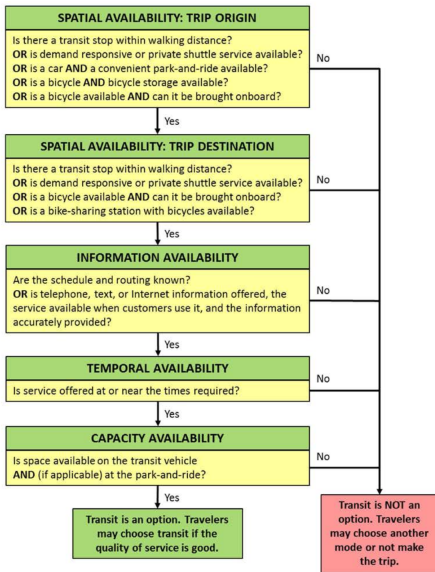 SPATIAL AVAILABILITY: TRIP ORIGIN
Is there a transit stop within walking distance?
OR is demand responsive or private shuttle service available?
OR is a car AND a convenient park-and-ride available?
OR is a bicycle AND bicycle storage available?
OR is a bicycle available AND can it be brought onboard?
No
Yes
SPATIAL AVAILABILITY: TRIP DESTINATION
Is there a transit stop within walking distance?
OR is demand responsive or private shuttle service available?
OR is a bicycle available AND can it be brought onboard?
OR is a bike-sharing station with bicycles available?
No
Yes
INFORMATION AVAILABILITY
Are the schedule and routing known?
OR is telephone, text, or Internet information offered, the
service available when customers use it, and the information
accurately provided?
No
Yes
TEMPORAL AVAILABILITY
Is service offered at or near the times required?
No
Yes
CAPACITY AVAILABILITY
Is space available on the transit vehicle
AND (if applicable) at the park-and-ride?
No
Yes
Transit is an option. Travelers
may choose transit if the
quality of service is good.
Transit is NOT an
option. Travelers
may choose another
mode or not make
the trip.